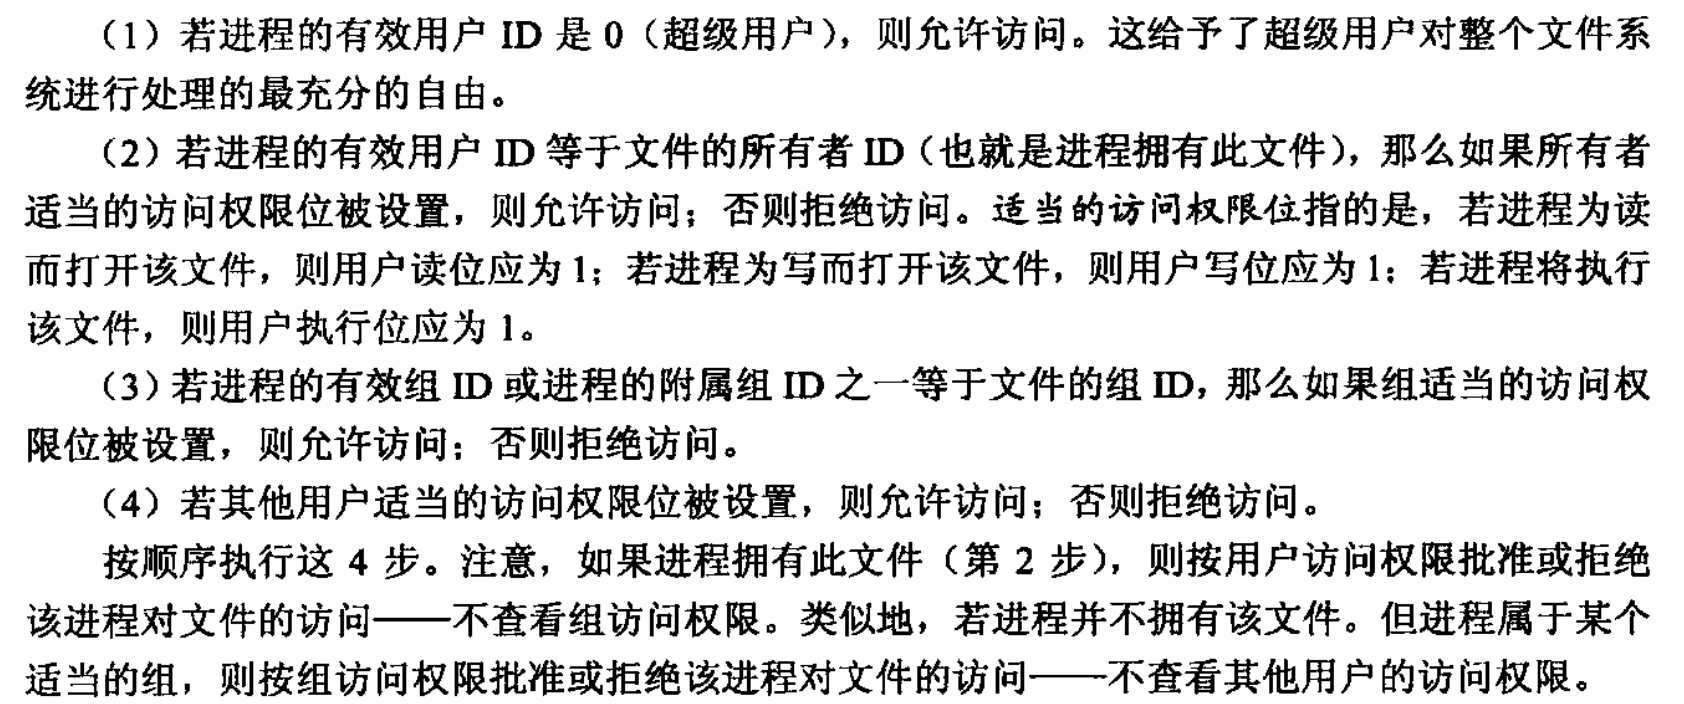 （1）若进程的有效用户 ID 是 0（超级用户），则允许访问。这给予了超级用户对整个文件系
统进行处理的最充分的自由。
（2）若进程的有效用户 ID 等于文件的所有者 ID（也就是进程拥有此文件），那么如果所有者
适当的访问权限位被设置，则允许访问；否则拒绝访问。适当的访问权限位指的是，若进程为读
而打开该文件，则用户读位应为 1；若进程为写而打开该文件，则用户写位应为 1；若进程将执行
该文件，则用户执行位应为 1。
（3）若进程的有效组 ID 或进程的附属组 ID 之一等于文件的组 ID，那么如果组适当的访问权
限位被设置，则允许访问；否则拒绝访问。
（4）若其他用户适当的访问权限位被设置，则允许访问；否则拒绝访问。
按顺序执行这 4 步。注意，如果进程拥有此文件（第 2 步），则按用户访问权限批准或拒绝
该进程对文件的访问——不查看组访问权限。类似地，若进程并不拥有该文件。但进程属于某个
适当的组，则按组访问权限批准或拒绝该进程对文件的访问——不查看其他用户的访问权限。